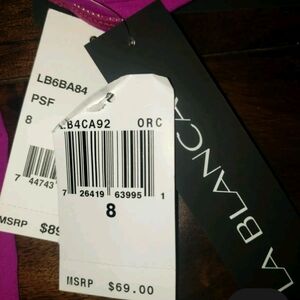 LB6BA84
PSF
8
7 44743
MSRP $89
LB4CA92 ORC
7 26419 63995 1
8
MSRP $69.00
LA BLANCA